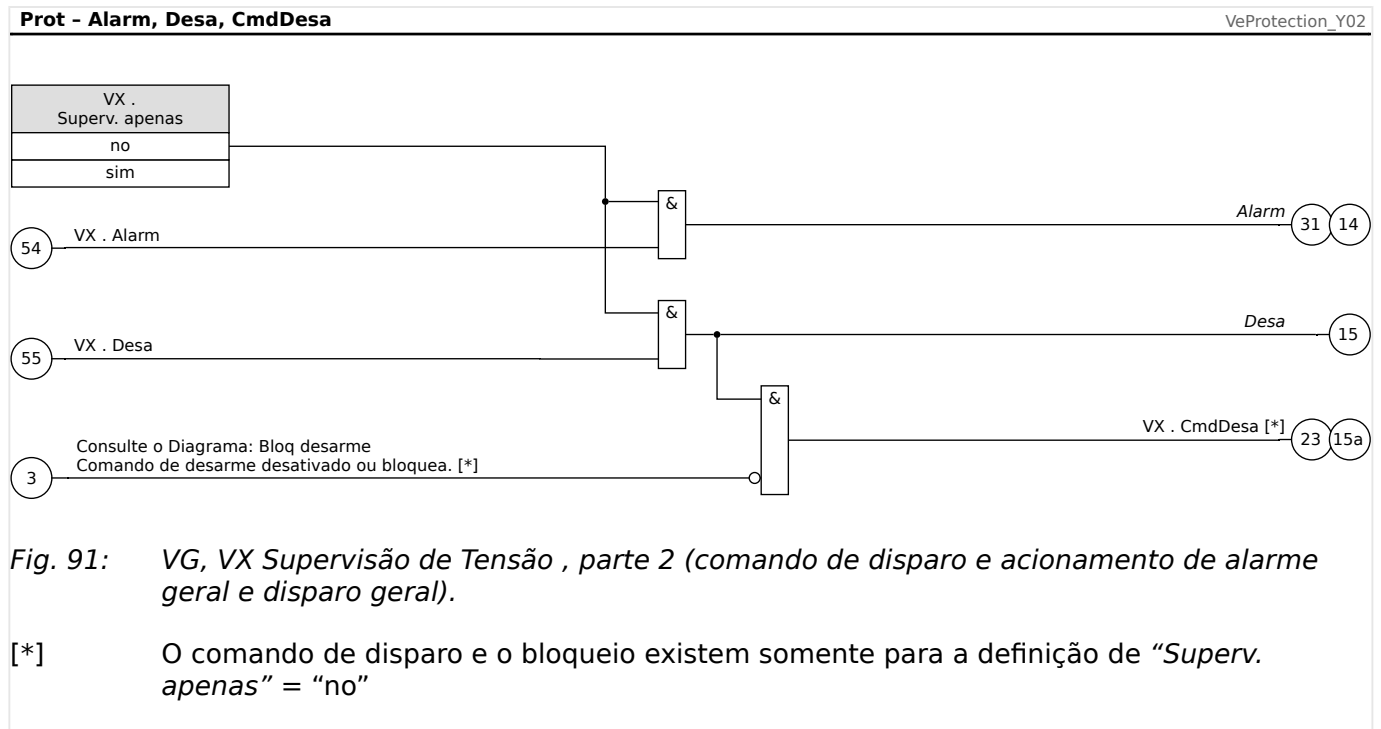 Prot – Alarm, Desa, CmdDesa
VeProtection_Y02
VX .
Superv. apenas
no
sim
&
Alarm
31
14
54
VX . Alarm
&
Desa
15
55
VX . Desa
&
VX . CmdDesa [*]
23
15a
Consulte o Diagrama: Bloq desarme
Comando de desarme desativado ou bloquea. [*]
3
Fig. 91: VG, VX Supervisão de Tensão , parte 2 (comando de disparo e acionamento de alarme
geral e disparo geral).
[*] O comando de disparo e o bloqueio existem somente para a definição de “Superv.
apenas” = “no”